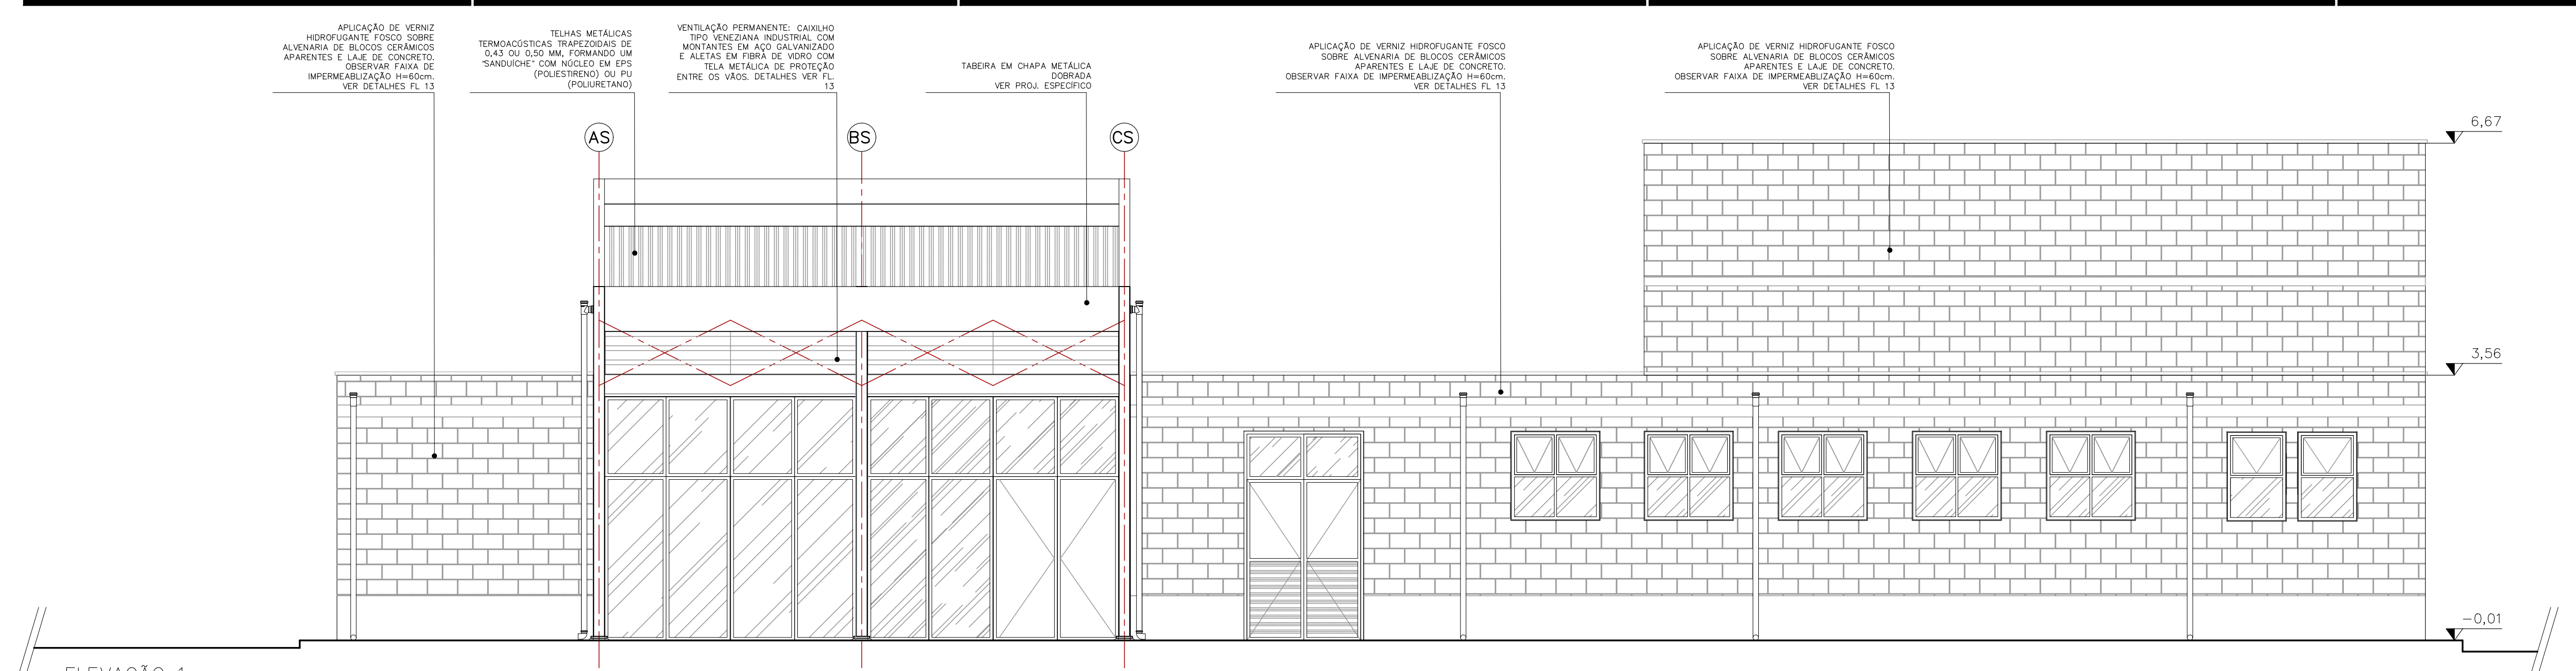 APLICAÇÃO DE VERNIZ
HIDROFUGANTE FOSCO SOBRE
ALVENARIA DE BLOCOS CERÂMICOS
APARENTES E LAJE DE CONCRETO.
OBSERVAR FAIXA DE
IMPERMEABLIZAÇÃO H=60cm.
VER DETALHES FL 13
TELHAS METÁLICAS
TERMOACÚSTICAS TRAPEZOIDAIS DE
0,43 OU 0,50 MM, FORMANDO UM
"SANDUÍCHE" COM NÚCLEO EM EPS
(POLIESTIRENO) OU PU
(POLIURETANO)
VENTILAÇÃO PERMANENTE: CAIXILHO
TIPO VENEZIANA INDUSTRIAL COM
MONTANTES EM AÇO GALVANIZADO
E ALETAS EM FIBRA DE VIDRO COM
TELA METÁLICA DE PROTEÇÃO
ENTRE OS VÃOS. DETALHES VER FL.
13
TABEIRA EM CHAPA METÁLICA
DOBRADA
VER PROJ. ESPECÍFICO
APLICAÇÃO DE VERNIZ HIDROFUGANTE FOSCO
SOBRE ALVENARIA DE BLOCOS CERÂMICOS
APARENTES E LAJE DE CONCRETO.
OBSERVAR FAIXA DE IMPERMEABLIZAÇÃO H=60cm.
VER DETALHES FL 13
APLICAÇÃO DE VERNIZ HIDROFUGANTE FOSCO
SOBRE ALVENARIA DE BLOCOS CERÂMICOS
APARENTES E LAJE DE CONCRETO.
OBSERVAR FAIXA DE IMPERMEABLIZAÇÃO H=60cm.
VER DETALHES FL 13
AS
BS
CS
6,67
3,56
-0,01
ELEVAÇÃO 1